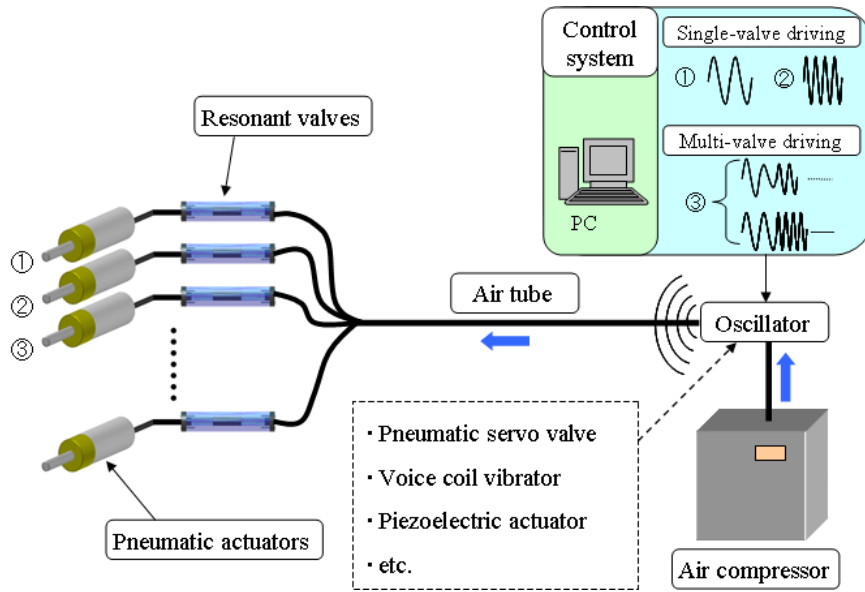 Control
system
Single-valve driving
① ②
Resonant valves
Multi-valve driving
③
PC
①
②
③
Air tube
Oscillator
・Pneumatic servo valve
・Voice coil vibrator
・Piezoelectric actuator
・etc.
Pneumatic actuators
Air compressor